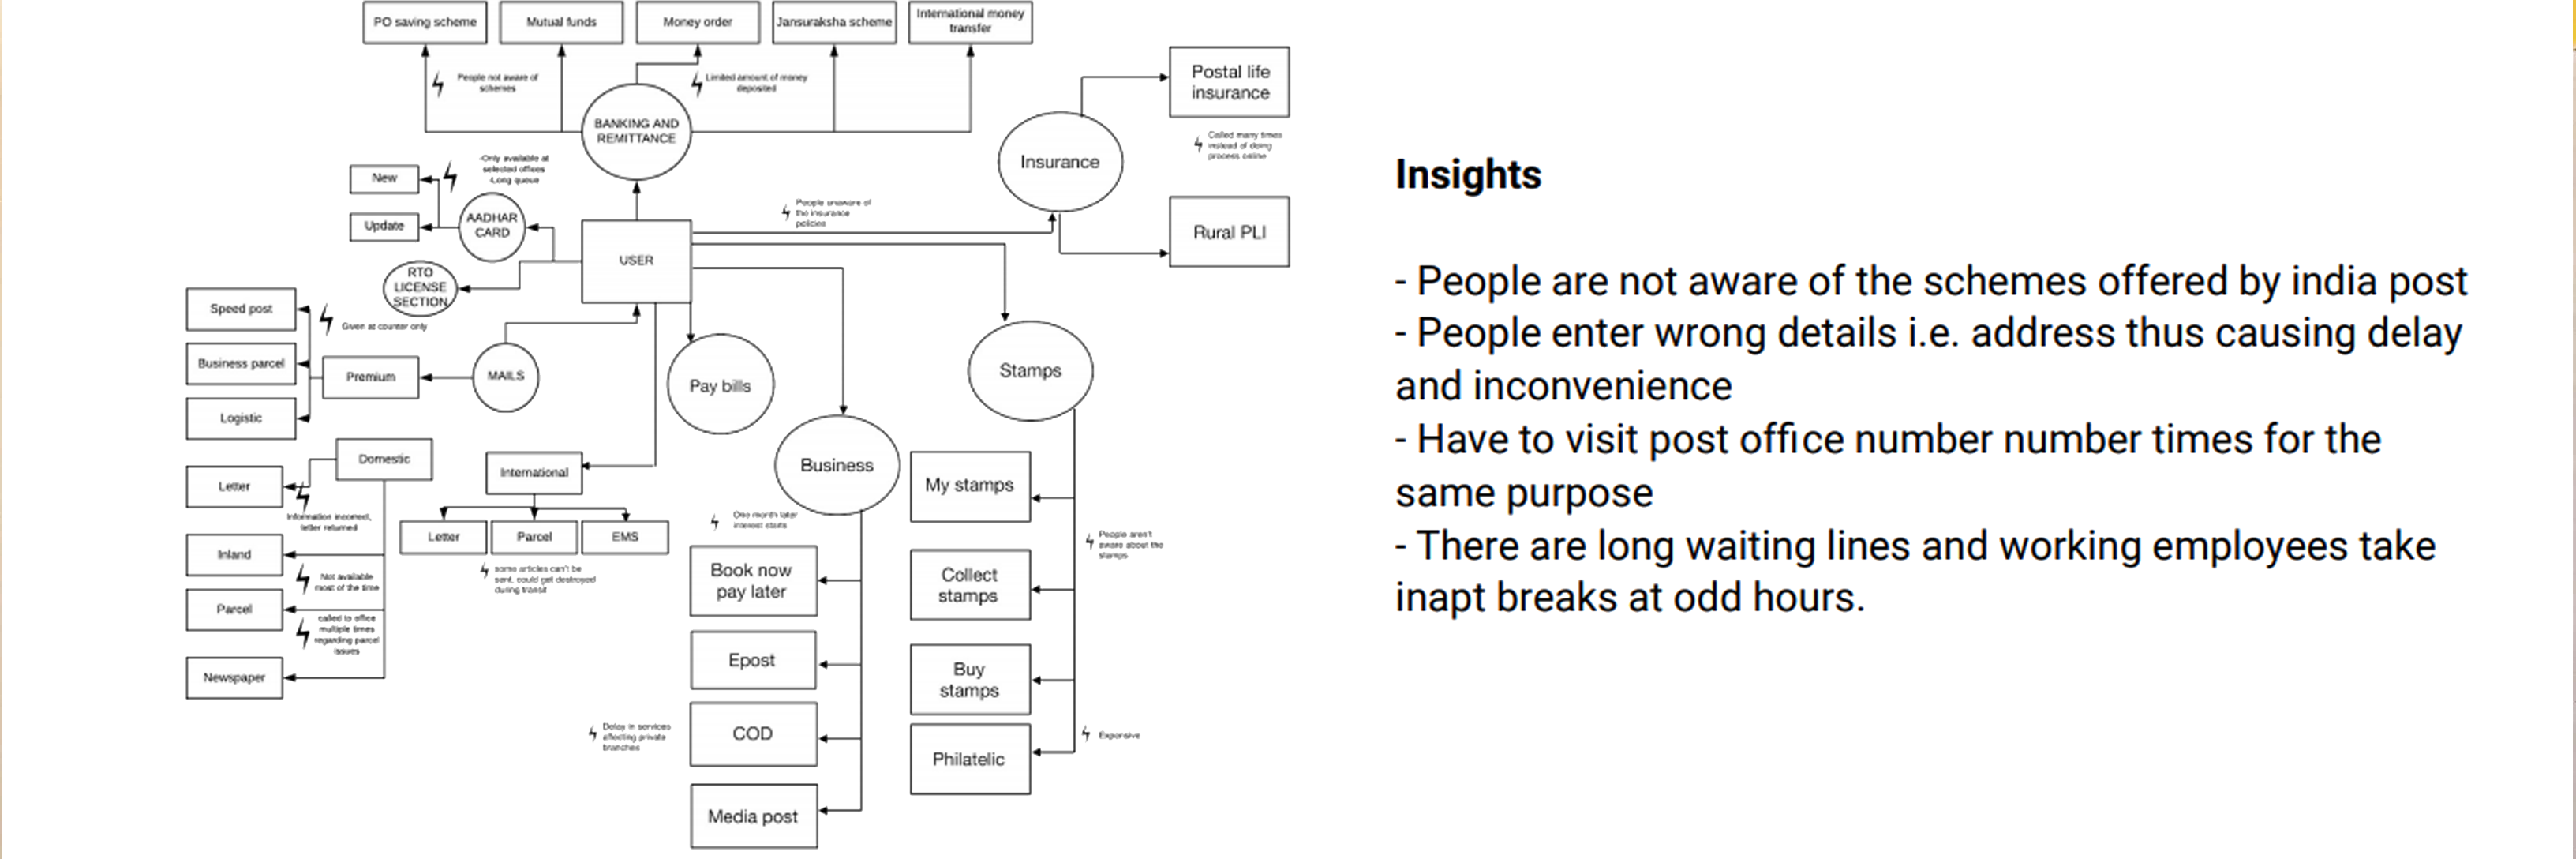 PO saving scheme
Mutual funds
Money order
Jansuraksha scheme
International money
transfer
People not aware of
schemes
Limited amount of money
deposited
BANKING AND
REMITTANCE
Postal life
insurance
Called many times
instead of doing
process online
Insurance
Rural PLI
People unaware of
the insurance
policies
-Only available at
selected offices
-Long queue
New
Update
AADHAR
CARD
USER
RTO
LICENSE
SECTION
Speed post
Given at counter only
Business parcel
Premium
MAILS
Logistic
Pay bills
Stamps
Domestic
Business
Letter
International
Information incorrect,
letter returned
Letter
Parcel
EMS
Inland
some articles can't be
sent, could get destroyed
during transit
Not available
most of the time
Parcel
called to office
multiple times
regarding parcel
issues
Newspaper
One month later
interest starts
Book now
pay later
Epost
Delay in services
affecting private
branches
COD
Media post
My stamps
People aren't
aware about the
stamps
Collect
stamps
Buy
stamps
Philatelic
Expensive
Insights
- People are not aware of the schemes offered by india post
- People enter wrong details i.e. address thus causing delay
and inconvenience
- Have to visit post office number number times for the
same purpose
- There are long waiting lines and working employees take
inapt breaks at odd hours.